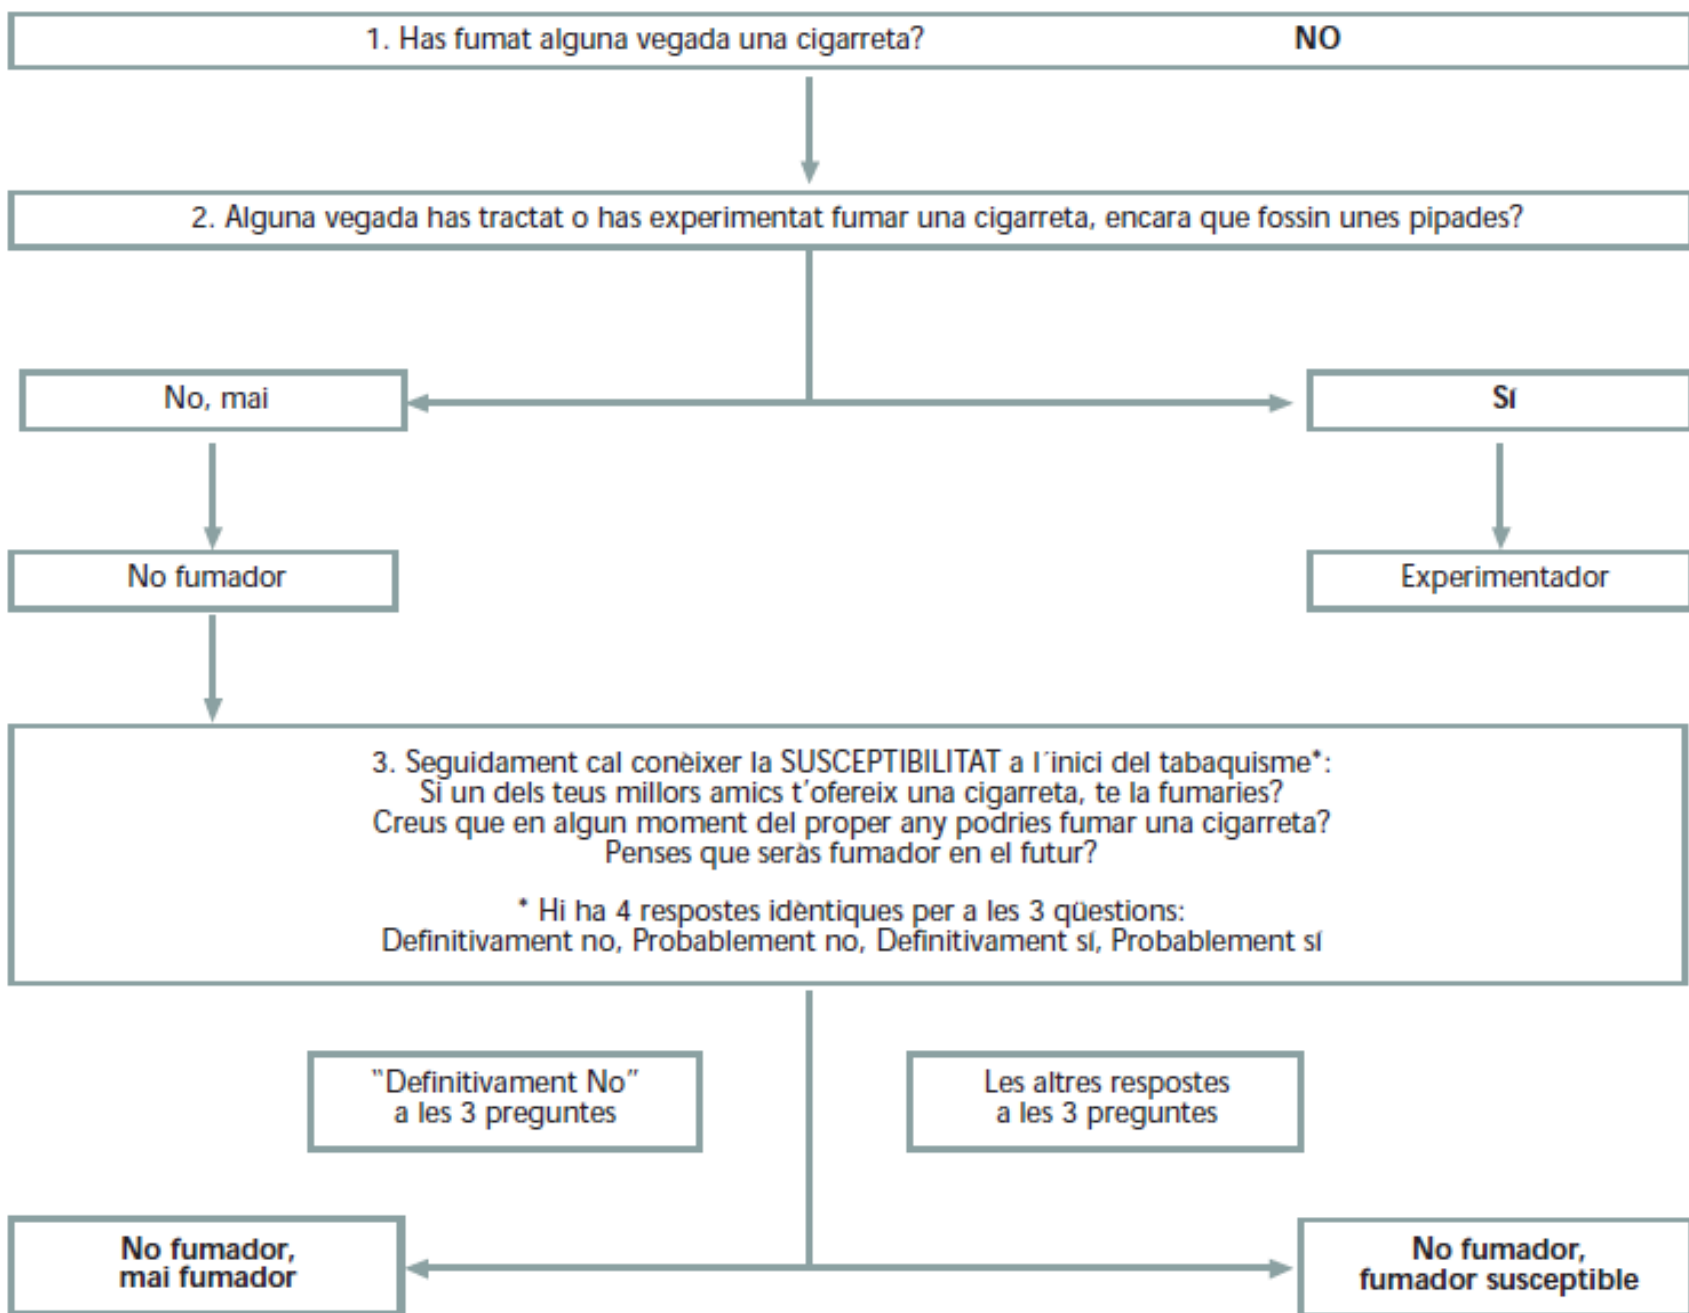 1. Has fumat alguna vegada una cigarreta? NO
2. Alguna vegada has tractat o has experimentat fumar una cigarreta, encara que fossin unes pipades?
No, mai
Sí
No fumador
Experimentador
3. Seguidament cal conèixer la SUSCEPTIBILITAT a l´inici del tabaquisme*:
Si un dels teus millors amics t'ofereix una cigarreta, te la fumaries?
Creus que en algun moment del proper any podries fumar una cigarreta?
Penses que seràs fumador en el futur?
* Hi ha 4 respostes idèntiques per a les 3 qüestions:
Definitivament no, Probablement no, Definitivament sí, Probablement sí
"Definitivament No"
a les 3 preguntes
Les altres respostes
a les 3 preguntes
No fumador,
mai fumador
No fumador,
fumador susceptible